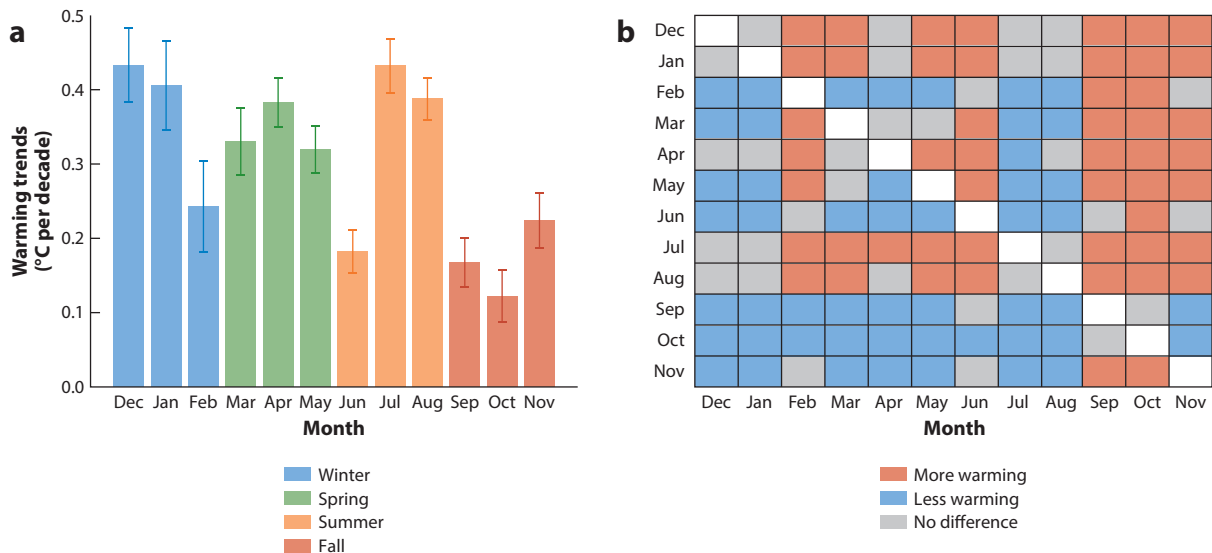 a
Warming trends
(°C per decade)
0.5
0.4
0.3
0.2
0.1
0.0
Dec Jan Feb Mar Apr May Jun Jul Aug Sep Oct Nov
Month
Winter
Spring
Summer
Fall
b
Dec
Jan
Feb
Mar
Apr
May
Jun
Jul
Aug
Sep
Oct
Nov
Dec Jan Feb Mar Apr May Jun Jul Aug Sep Oct Nov
Month
More warming
Less warming
No difference